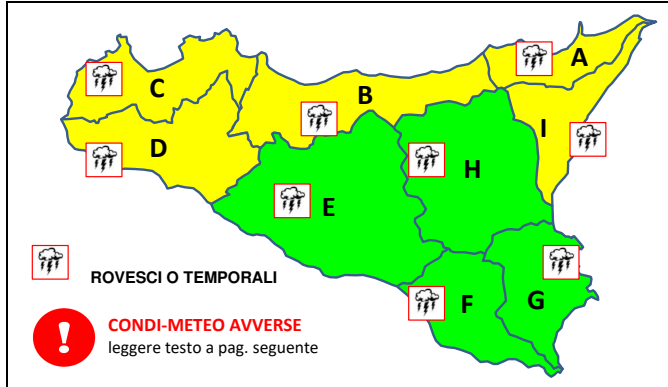 A
C
B
I
D
H
E
F
G
ROVESCI O TEMPORALI
!
CONDI-METEO AVVERSE
leggere testo a pag. seguente